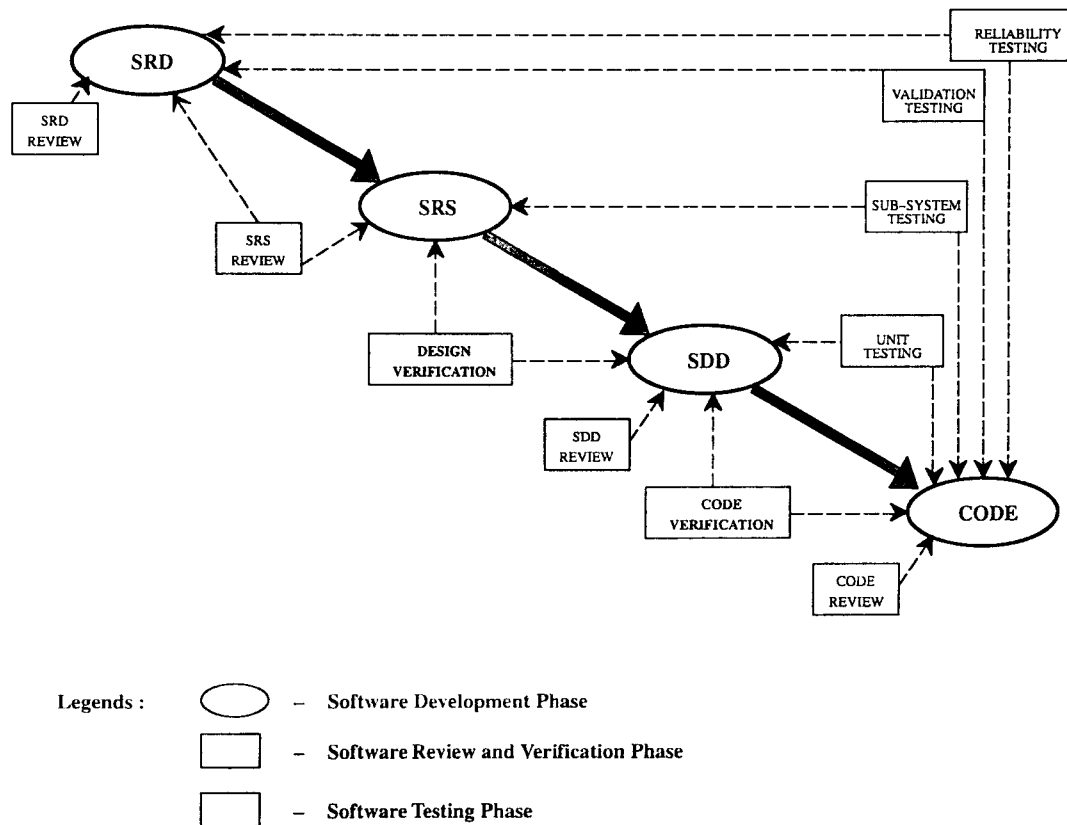 RELIABILITY
TESTING
SRD
VALIDATION
TESTING
SRD
REVIEW
SRS
SUB-SYSTEM
TESTING
SRS
REVIEW
UNIT
TESTING
DESIGN
VERIFICATION
SDD
SDD
REVIEW
CODE
VERIFICATION
CODE
CODE
REVIEW
Legends :
– Software Development Phase
– Software Review and Verification Phase
– Software Testing Phase